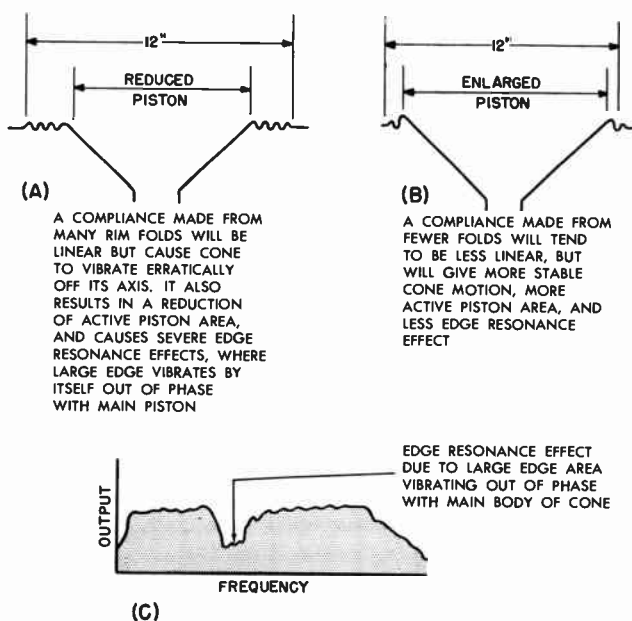 12"
REDUCED
PISTON
(A)
A COMPLIANCE MADE FROM
MANY RIM FOLDS WILL BE
LINEAR BUT CAUSE CONE
TO VIBRATE ERRATICALLY
OFF ITS AXIS. IT ALSO
RESULTS IN A REDUCTION
OF ACTIVE PISTON AREA,
AND CAUSES SEVERE EDGE
RESONANCE EFFECTS, WHERE
LARGE EDGE VIBRATES BY
ITSELF OUT OF PHASE
WITH MAIN PISTON
12"
ENLARGED
PISTON
(B)
A COMPLIANCE MADE FROM
FEWER FOLDS WILL TEND
TO BE LESS LINEAR, BUT
WILL GIVE MORE STABLE
CONE MOTION, MORE
ACTIVE PISTON AREA, AND
LESS EDGE RESONANCE
EFFECT
EDGE RESONANCE EFFECT
DUE TO LARGE EDGE AREA
VIBRATING OUT OF PHASE
WITH MAIN BODY OF CONE
OUTPUT
FREQUENCY
(C)